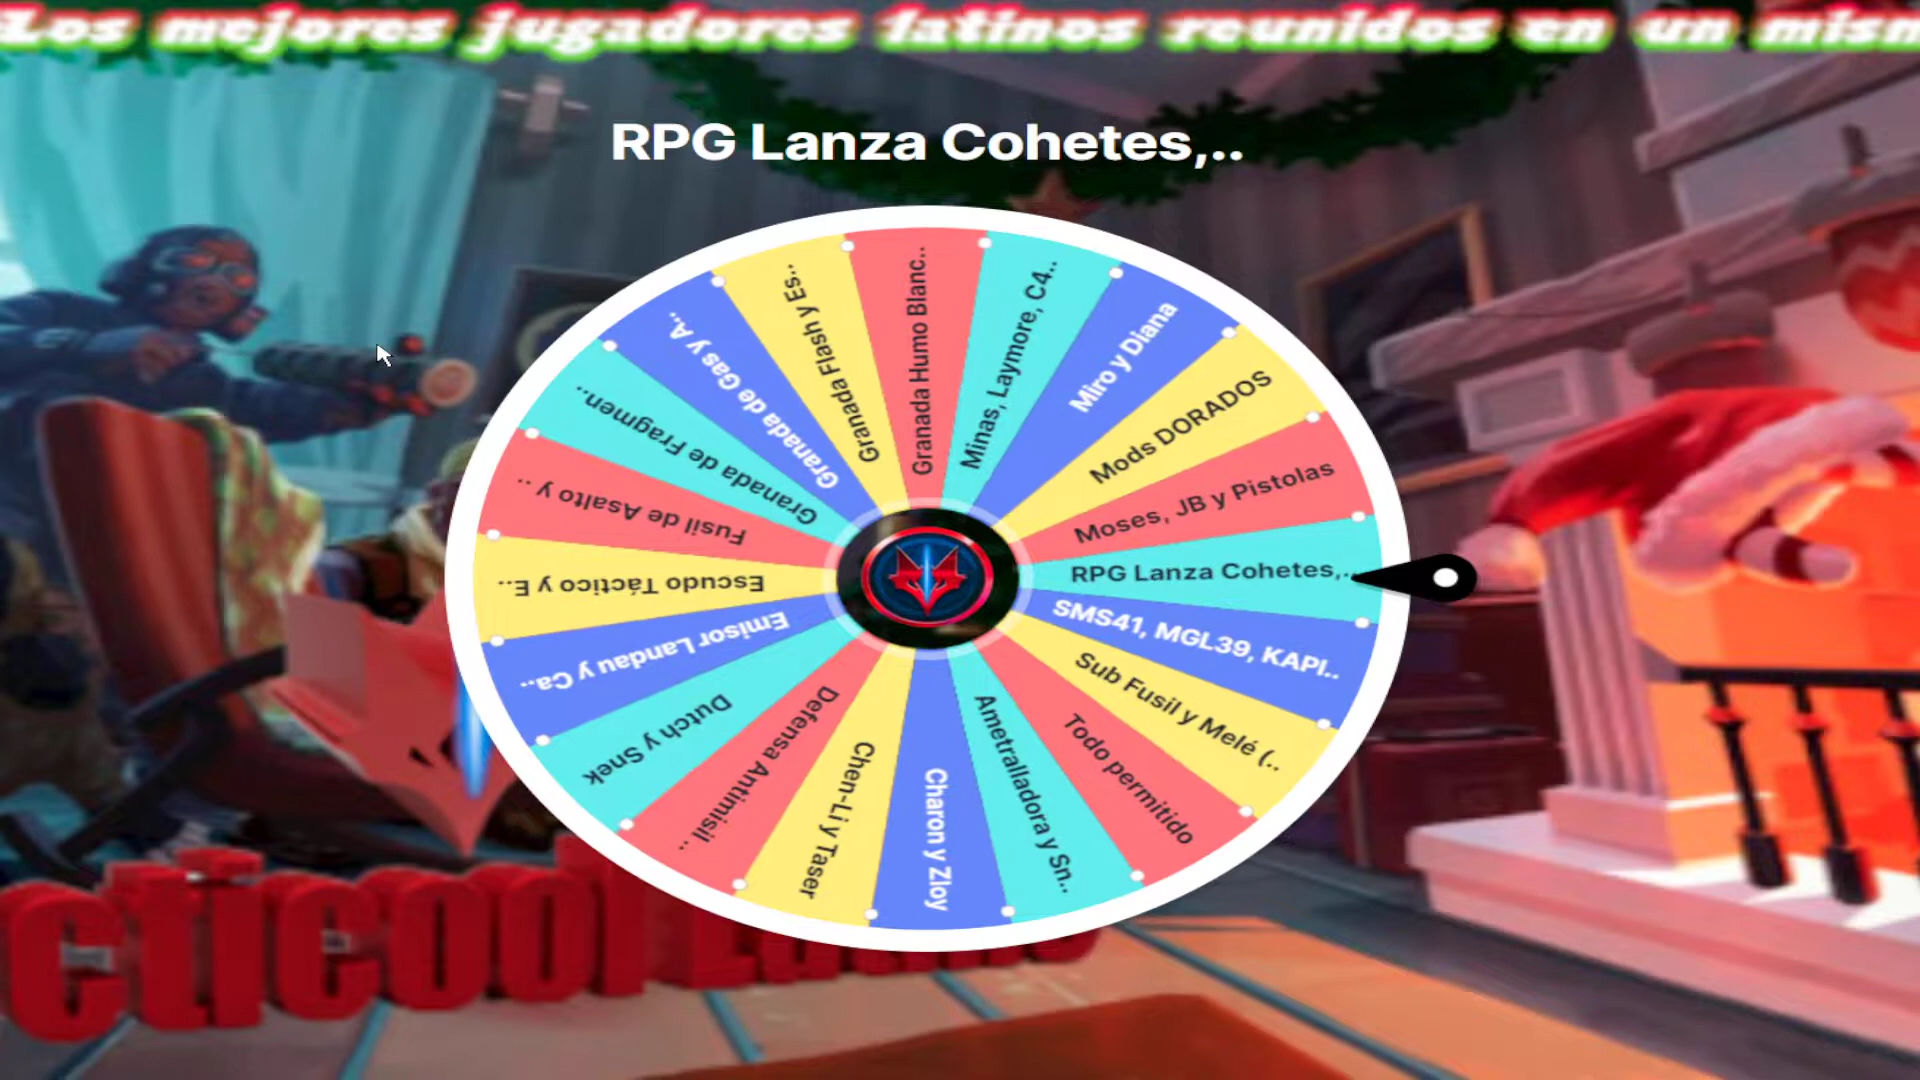 Los mejores jugadores latinos reunidos en un mism
RPG Lanza Cohetes,..
Granada Humo Blanc..
Minas, Laymore, C4..
Miro y Diana
Mods DORADOS
Moses, JB y Pistolas
RPG Lanza Cohetes,..
SMS41, MGL39, KAPI..
Sub Fusil y Melé (..
Todo permitido
Ametralladora y Sn..
Charon y Zloy
Chen-Li y Taser
Defensa Antimisil ..
Dutch y Snek
Emisor Landau y Ca..
Escudo Táctico y E..
Fusil de Asalto y ..
Granada de Fragmen..
Granada de Gas y A..
Granada Flash y Es..
cticool Latino